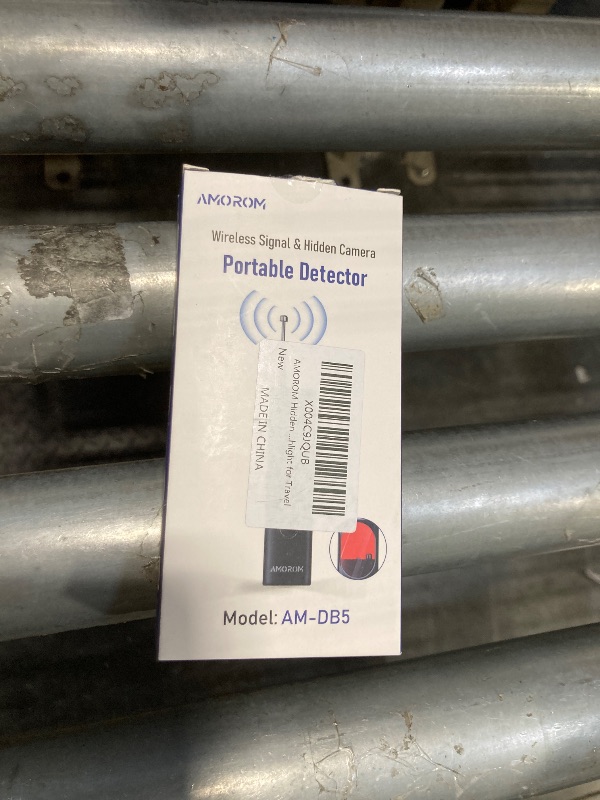 AMOROM
Wireless Signal & Hidden Camera
Portable Detector
X004C9JQUB
AMOROM Hidden ...hlight for Travel
New
MADE IN CHINA
AMOROM
Model: AM-DB5